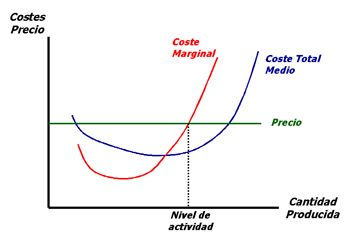 Costes
Precio
Coste
Marginal
Coste Total
Medio
Precio
Cantidad
Producida
Nivel de
actividad